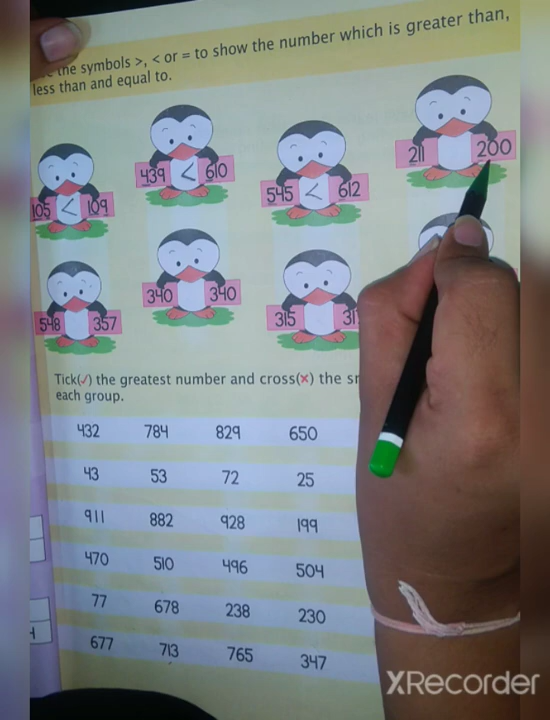 the symbols >, < or = to show the number which is greater than,
less than and equal to.
105 < 109
439 < 610
545 < 612
211 200
548 357
340 340
315 31
Tick(✓) the greatest number and cross(×) the
each group.
432 784 829 650
43 53 72 25
911 882 928 199
470 510 496 504
77 678 238 230
677 713 765 347
4
XRecorder